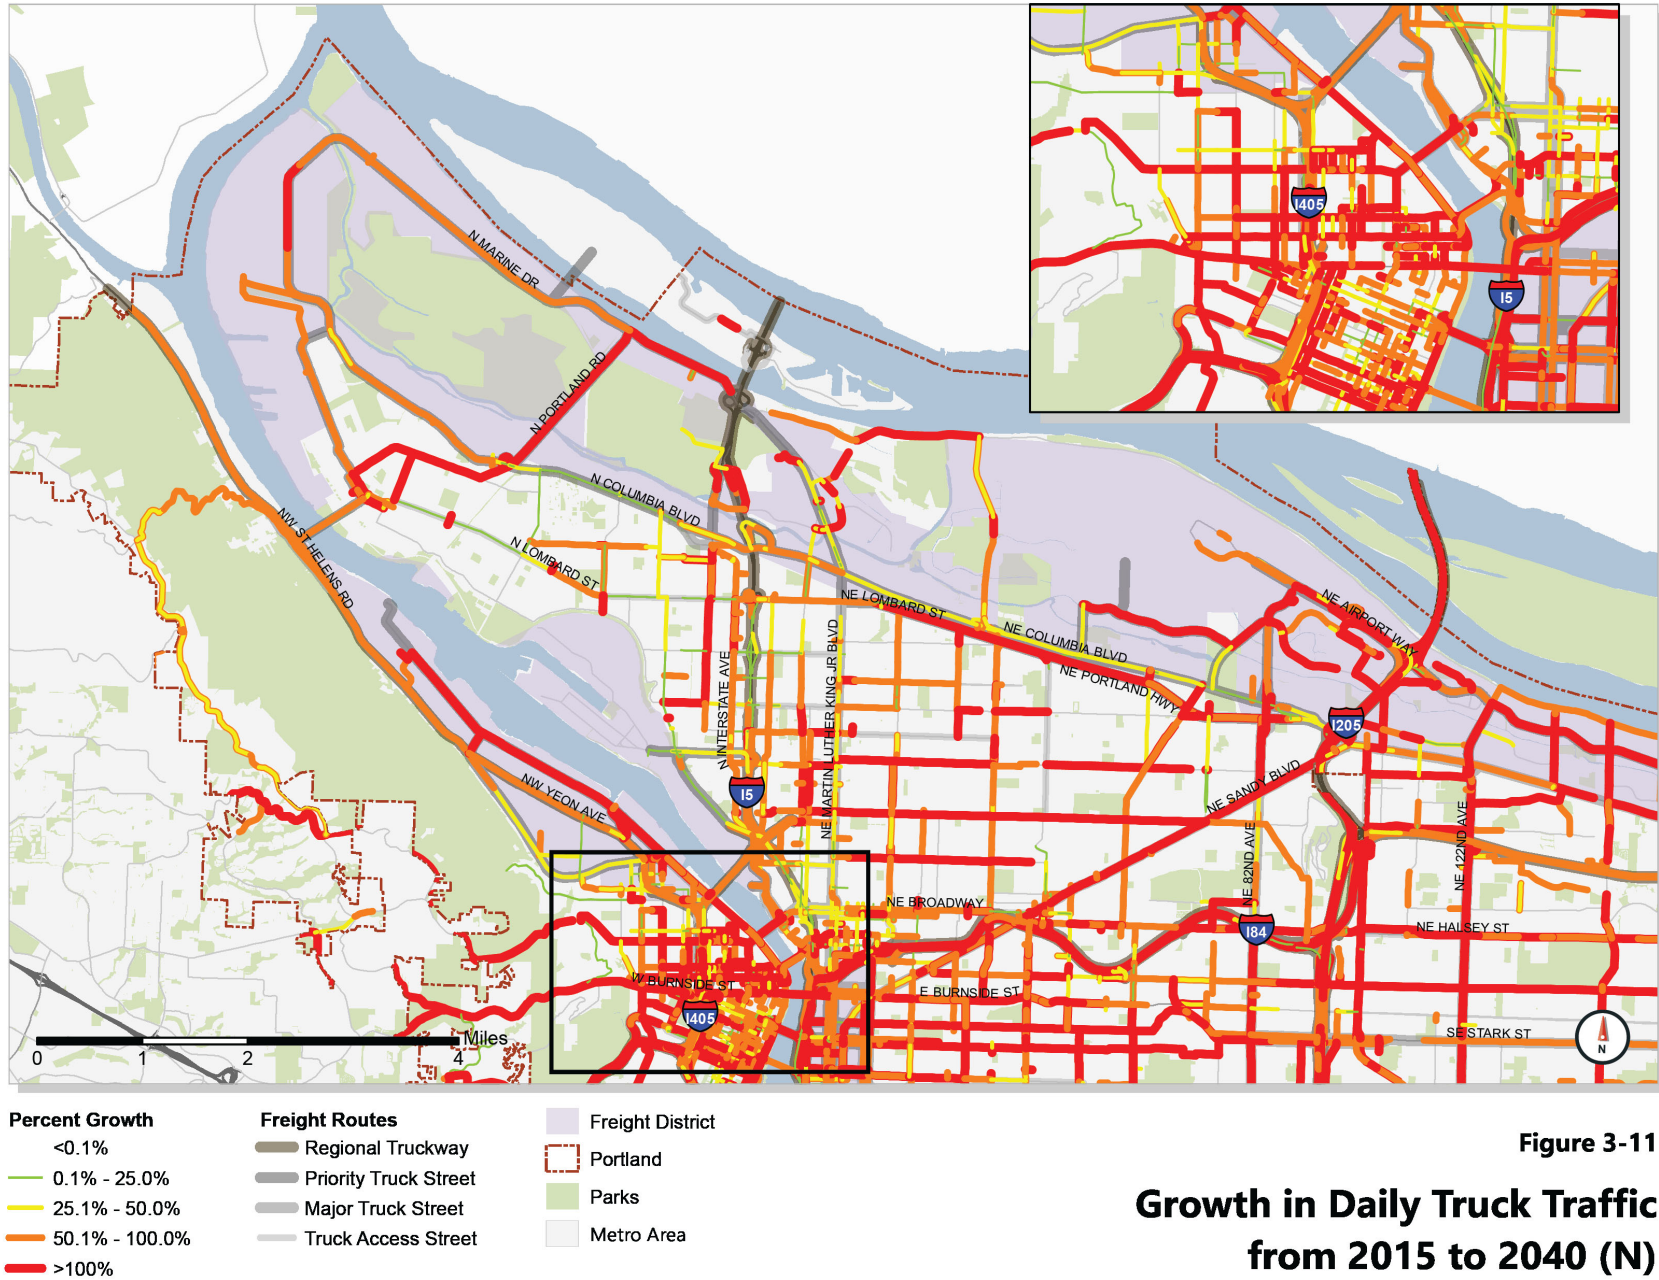 I405
I5
N MARINE DR
N PORTLAND RD
N COLUMBIA BLVD
NW ST HELENS RD
N LOMBARD ST
NE LOMBARD ST
NE COLUMBIA BLVD
NE PORTLAND HWY
NE AIRPORT WAY
N INTERSTATE AVE
NE MARTIN LUTHER KING JR BLVD
I205
I5
NW YEON AVE
NE SANDY BLVD
NE 82ND AVE
NE 122ND AVE
NE BROADWAY
I84
NE HALSEY ST
W BURNSIDE ST
E BURNSIDE ST
I405
SE STARK ST
Miles
0 1 2 4
N
Percent Growth
<0.1%
0.1% - 25.0%
25.1% - 50.0%
50.1% - 100.0%
>100%
Freight Routes
Regional Truckway
Priority Truck Street
Major Truck Street
Truck Access Street
Freight District
Portland
Parks
Metro Area
Figure 3-11
Growth in Daily Truck Traffic
from 2015 to 2040 (N)